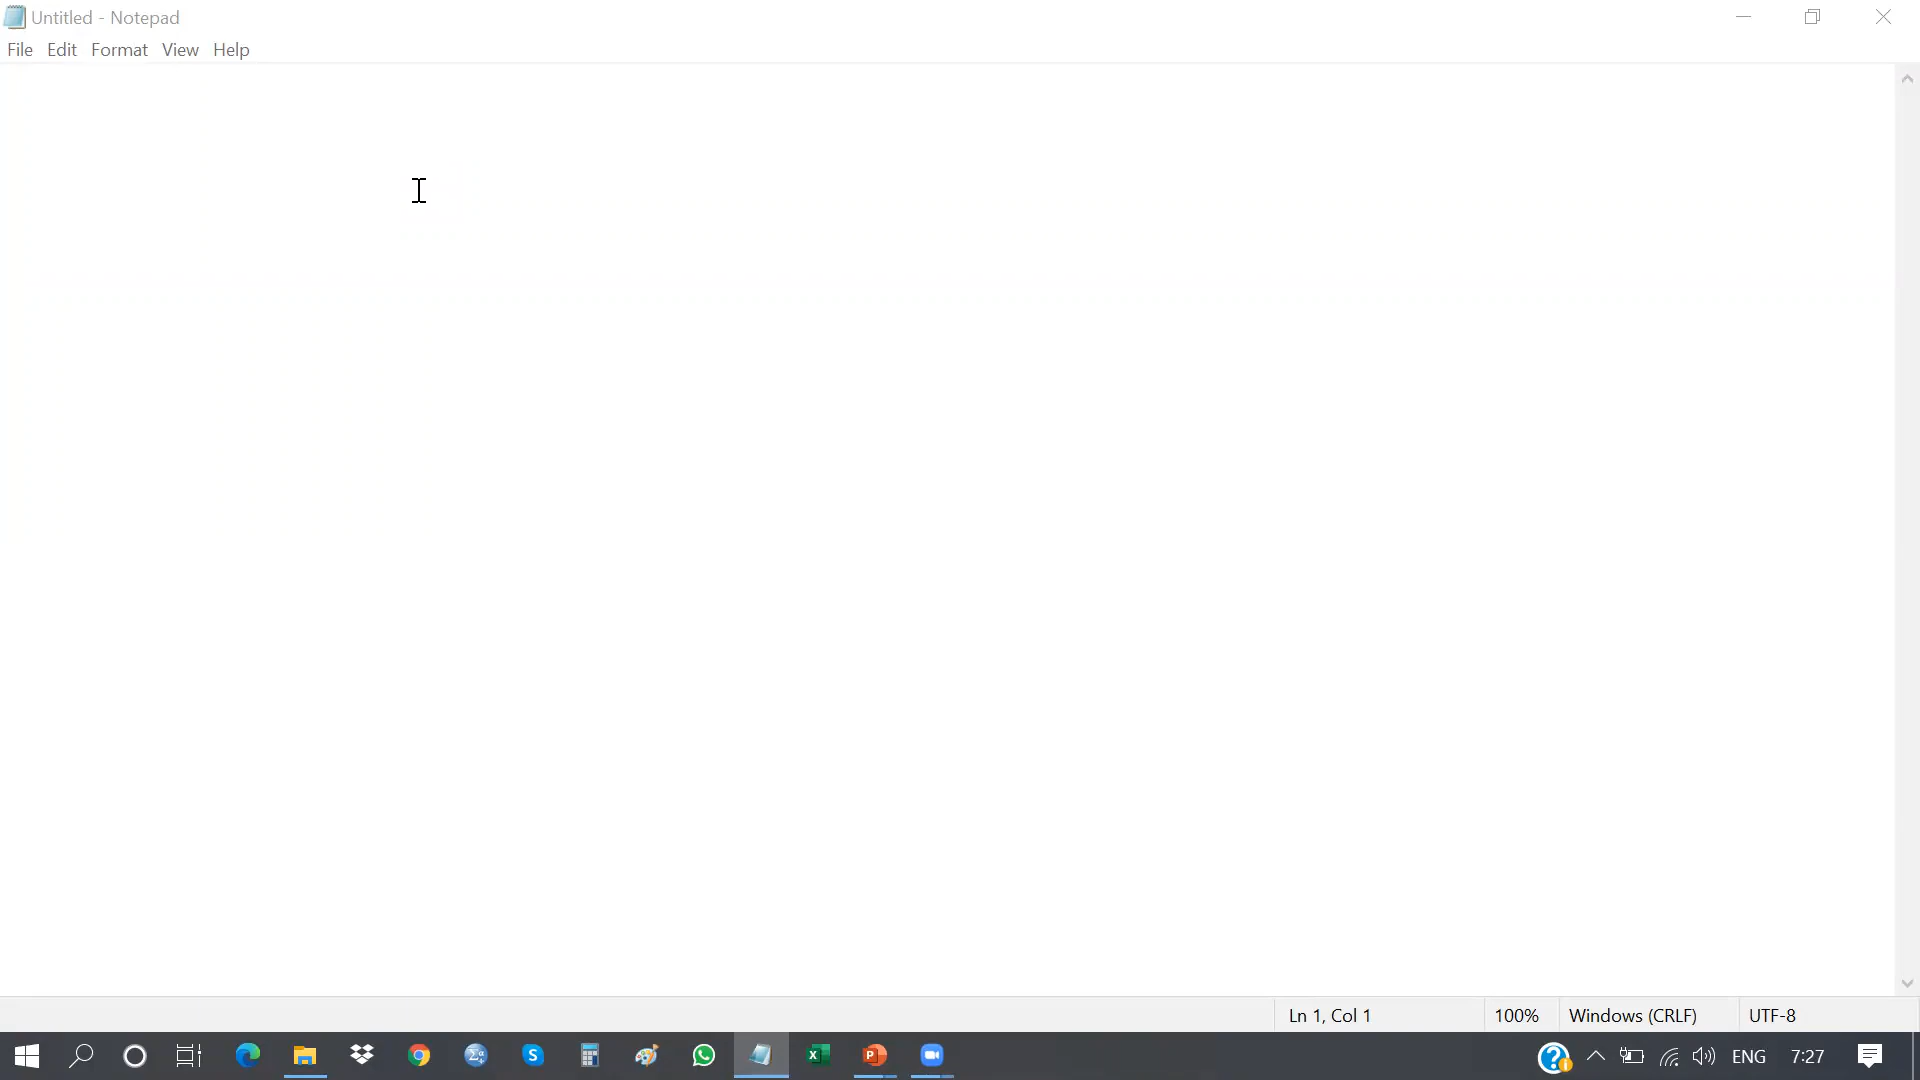 Untitled - Notepad
File Edit Format View Help
Ln 1, Col 1 100% Windows (CRLF) UTF-8
ENG 7:27